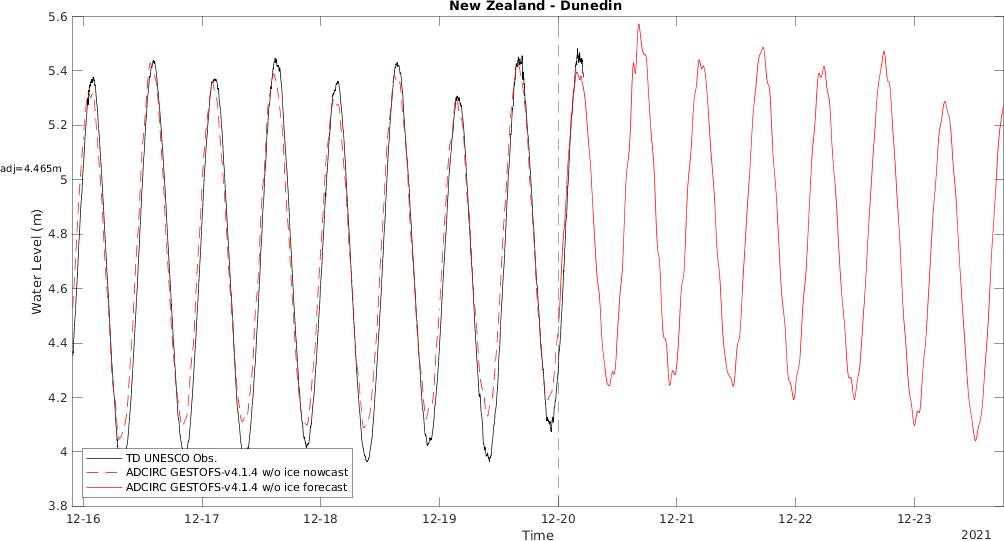 New Zealand - Dunedin
5.6
5.4
5.2
adj=4.465m
5
4.8
4.6
4.4
4.2
4
3.8
Water Level (m)
TD UNESCO Obs.
ADCIRC GESTOFS-v4.1.4 w/o ice nowcast
ADCIRC GESTOFS-v4.1.4 w/o ice forecast
12-16 12-17 12-18 12-19 12-20 12-21 12-22 12-23
Time
2021